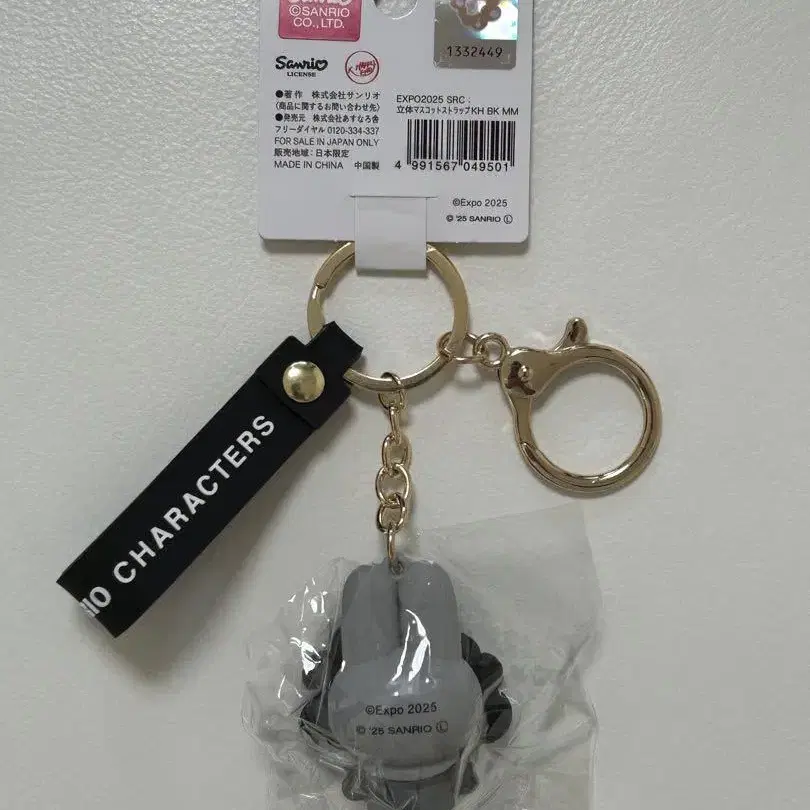 ©SANRIO
CO.,LTD.
1332449
Sanrio
LICENSE
●著作 株式会社サンリオ
(商品に関するお問い合わせ先)
●発売元 株式会社あすなろ舎
フリーダイヤル 0120-334-337
FOR SALE IN JAPAN ONLY
販売地域:日本限定
MADE IN CHINA 中国製
EXPO2025 SRC:
立体マスコットストラップKH BK MM
4 991567 049501
©Expo 2025
© '25 SANRIO Ⓛ
IO CHARACTERS
©Expo 2025
© '25 SANRIO Ⓛ